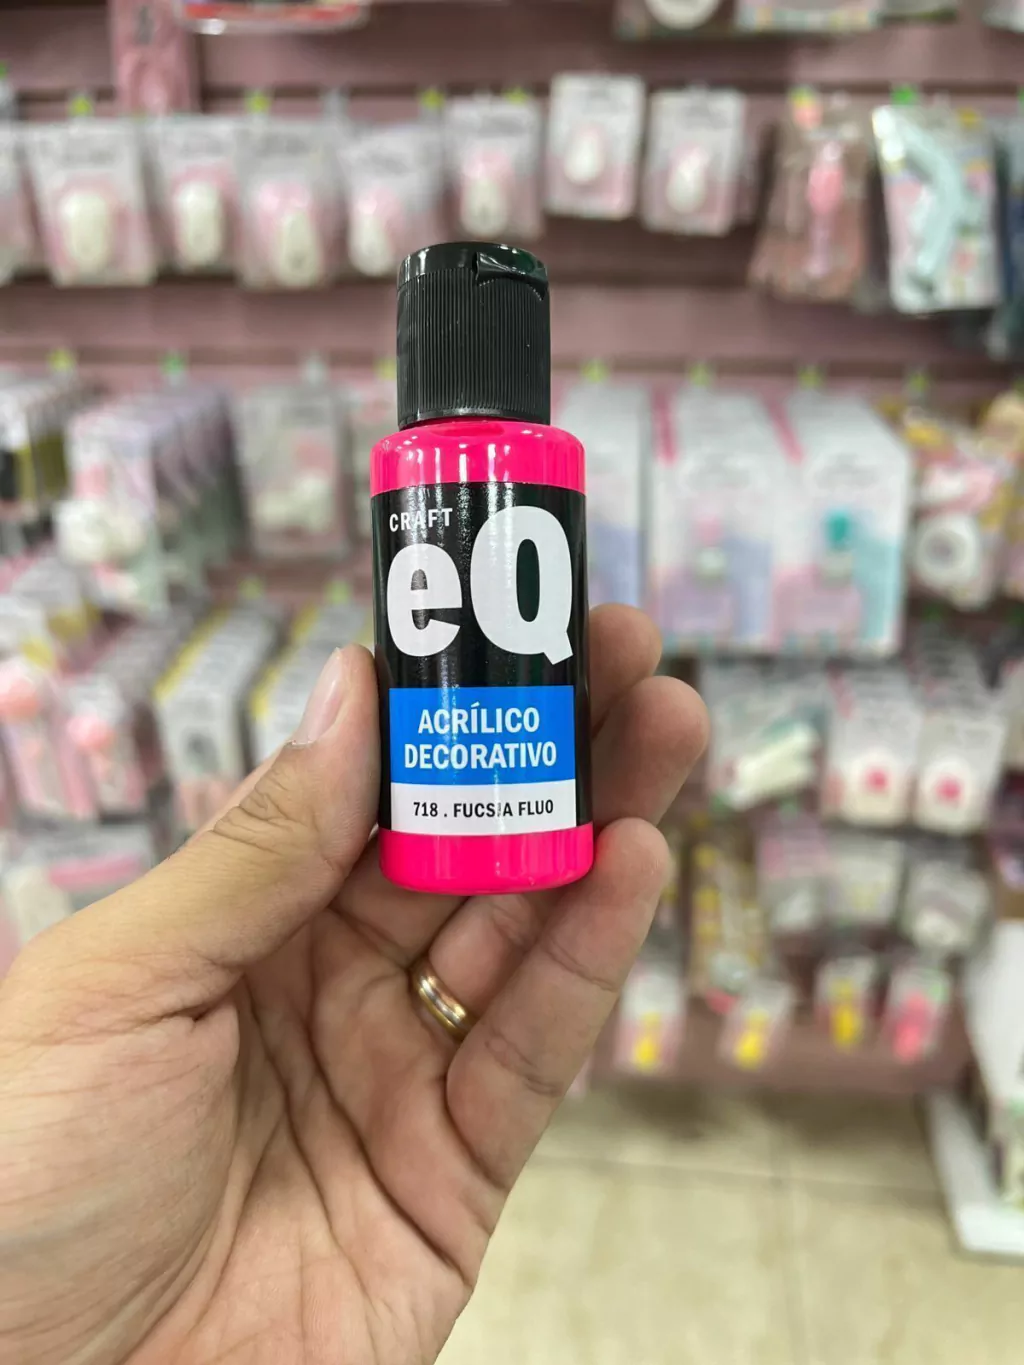 CRAFT
eQ
ACRÍLICO
DECORATIVO
718 . FUCSIA FLUO